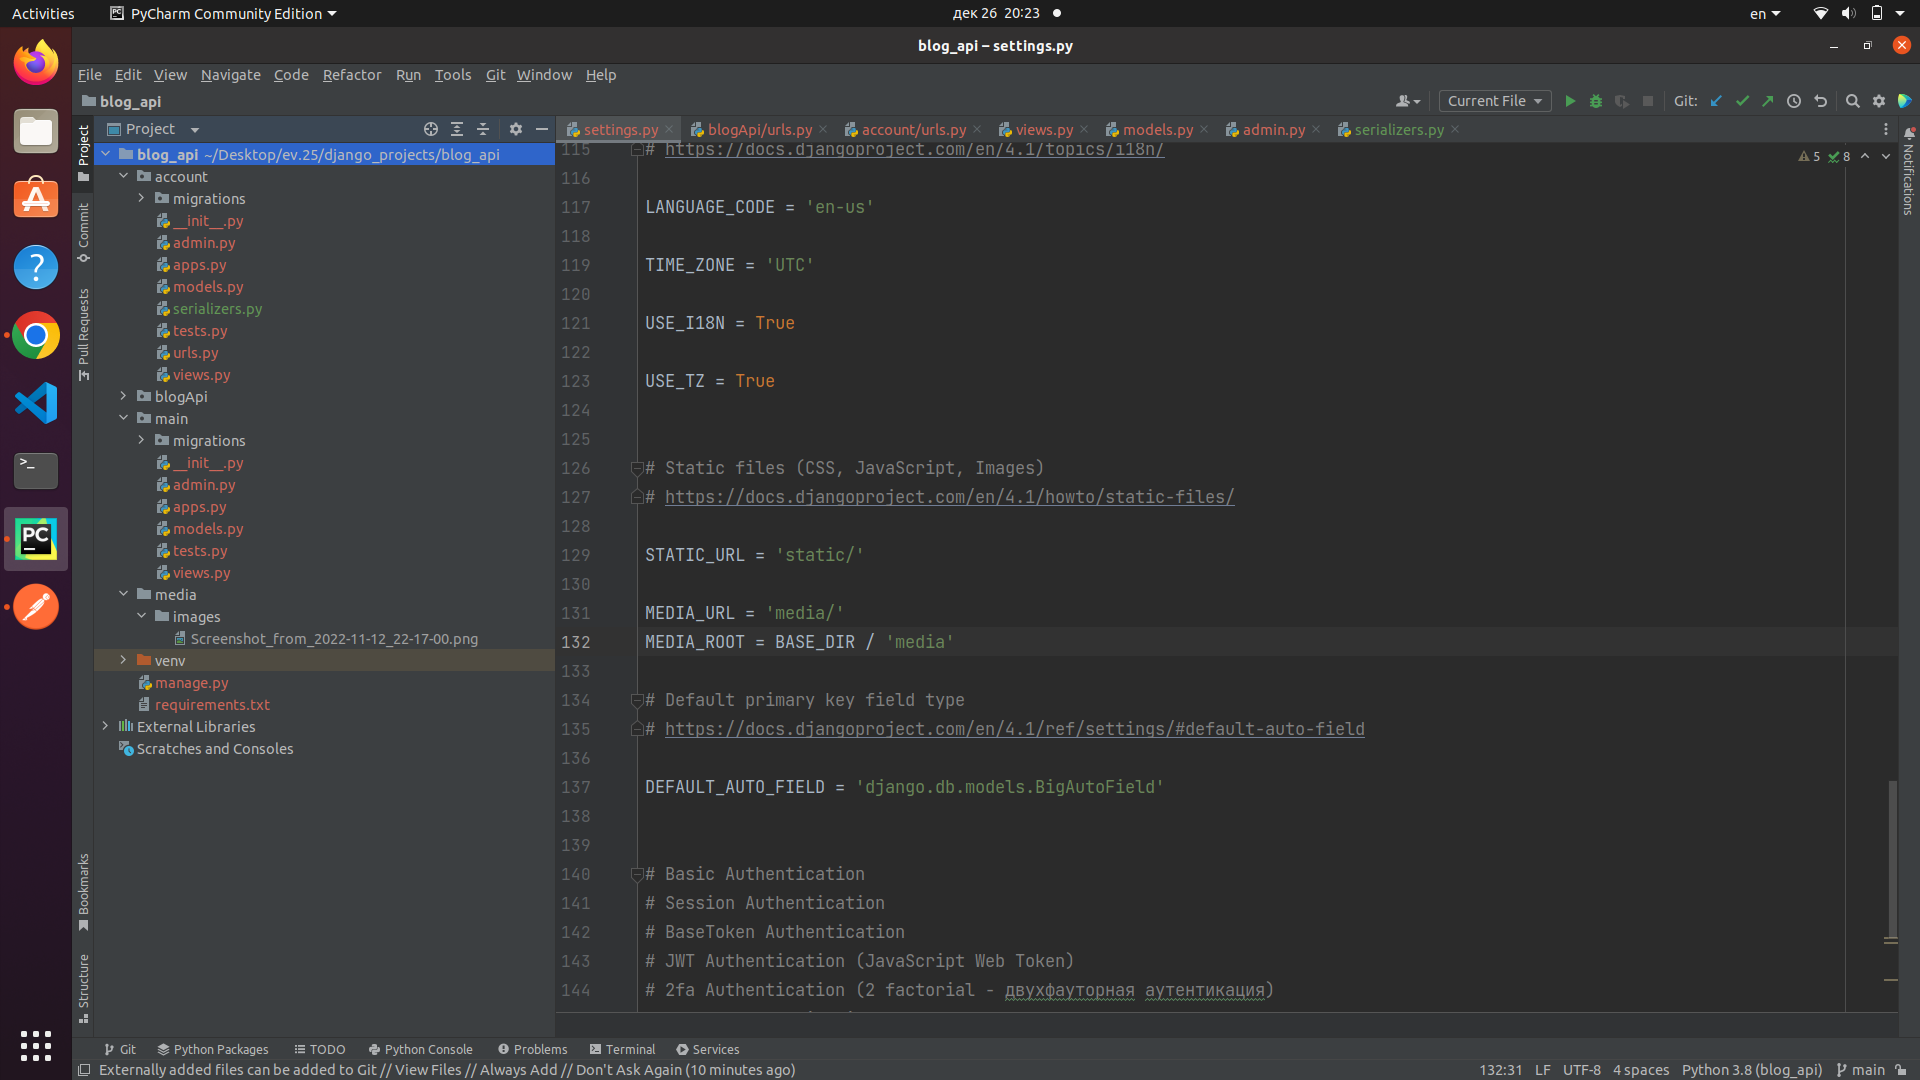 Activities
PyCharm Community Edition
дек 26 20:23
en
blog_api – settings.py
File Edit View Navigate Code Refactor Run Tools Git Window Help
blog_api
Current File
Git:
Project
settings.py
blogApi/urls.py
account/urls.py
views.py
models.py
admin.py
serializers.py
Project
Commit
Pull Requests
Bookmarks
Structure
Notifications
blog_api ~/Desktop/ev.25/django_projects/blog_api
account
migrations
__init__.py
admin.py
apps.py
models.py
serializers.py
tests.py
urls.py
views.py
blogApi
main
migrations
__init__.py
admin.py
apps.py
models.py
tests.py
views.py
media
images
Screenshot_from_2022-11-12_22-17-00.png
venv
manage.py
requirements.txt
External Libraries
Scratches and Consoles
5 8
115 # https://docs.djangoproject.com/en/4.1/topics/i18n/
116
117 LANGUAGE_CODE = 'en-us'
118
119 TIME_ZONE = 'UTC'
120
121 USE_I18N = True
122
123 USE_TZ = True
124
125
126 # Static files (CSS, JavaScript, Images)
127 # https://docs.djangoproject.com/en/4.1/howto/static-files/
128
129 STATIC_URL = 'static/'
130
131 MEDIA_URL = 'media/'
132 MEDIA_ROOT = BASE_DIR / 'media'
133
134 # Default primary key field type
135 # https://docs.djangoproject.com/en/4.1/ref/settings/#default-auto-field
136
137 DEFAULT_AUTO_FIELD = 'django.db.models.BigAutoField'
138
139
140 # Basic Authentication
141 # Session Authentication
142 # BaseToken Authentication
143 # JWT Authentication (JavaScript Web Token)
144 # 2fa Authentication (2 factorial - двухфауторная аутентикация)
Git
Python Packages
TODO
Python Console
Problems
Terminal
Services
Externally added files can be added to Git // View Files // Always Add // Don't Ask Again (10 minutes ago)
132:31 LF UTF-8 4 spaces Python 3.8 (blog_api) main